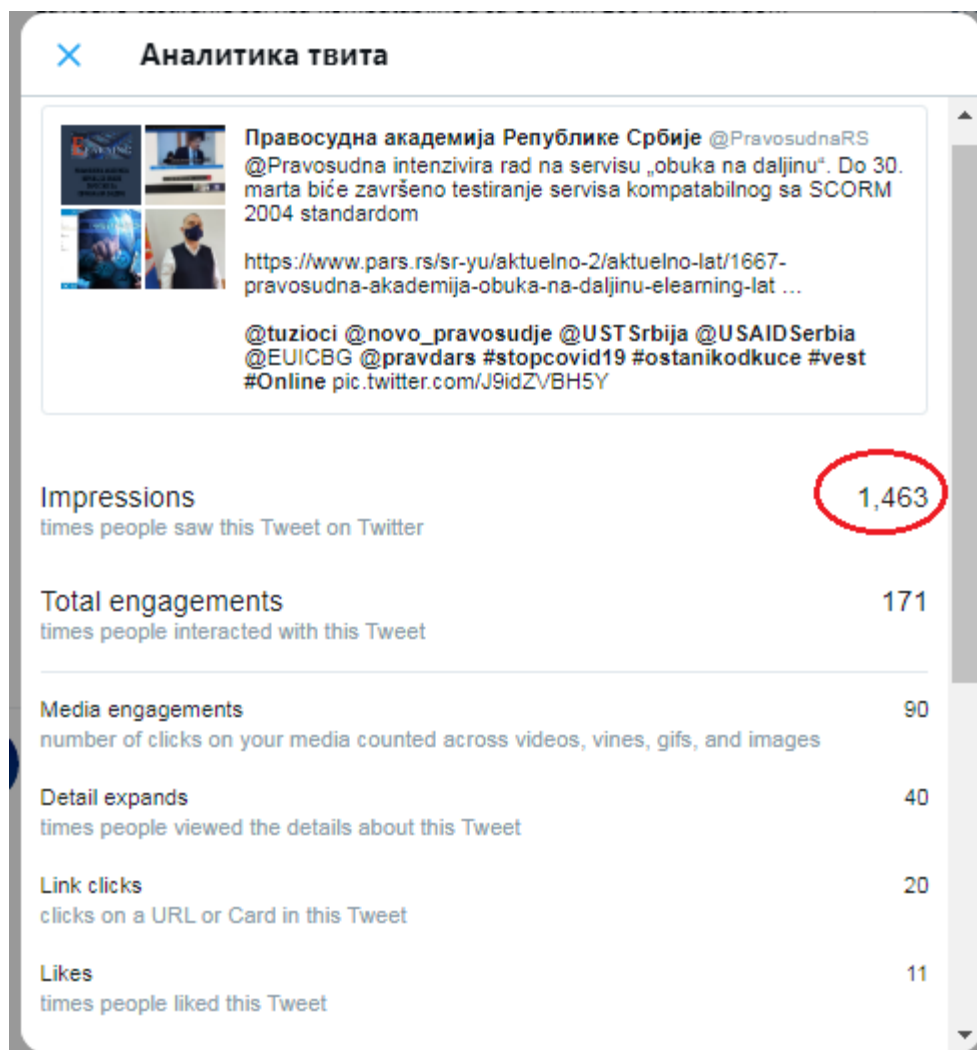 Аналитика твита
Правосудна академија Републике Србије @PravosudnaRS
@Pravosudna intenzivira rad na servisu „obuka na daljinu“. Do 30.
marta biće završeno testiranje servisa kompatabilnog sa SCORM
2004 standardom
https://www.pars.rs/sr-yu/aktuelno-2/aktuelno-lat/1667-
pravosudna-akademija-obuka-na-daljinu-elearning-lat …
@tuzioci @novo_pravosudje @USTSrbija @USAIDSerbia
@EUICBG @pravdars #stopcovid19 #ostanikodkuce #vest
#Online pic.twitter.com/J9idZVBH5Y
Impressions 1,463
times people saw this Tweet on Twitter
Total engagements 171
times people interacted with this Tweet
Media engagements 90
number of clicks on your media counted across videos, vines, gifs, and images
Detail expands 40
times people viewed the details about this Tweet
Link clicks 20
clicks on a URL or Card in this Tweet
Likes 11
times people liked this Tweet